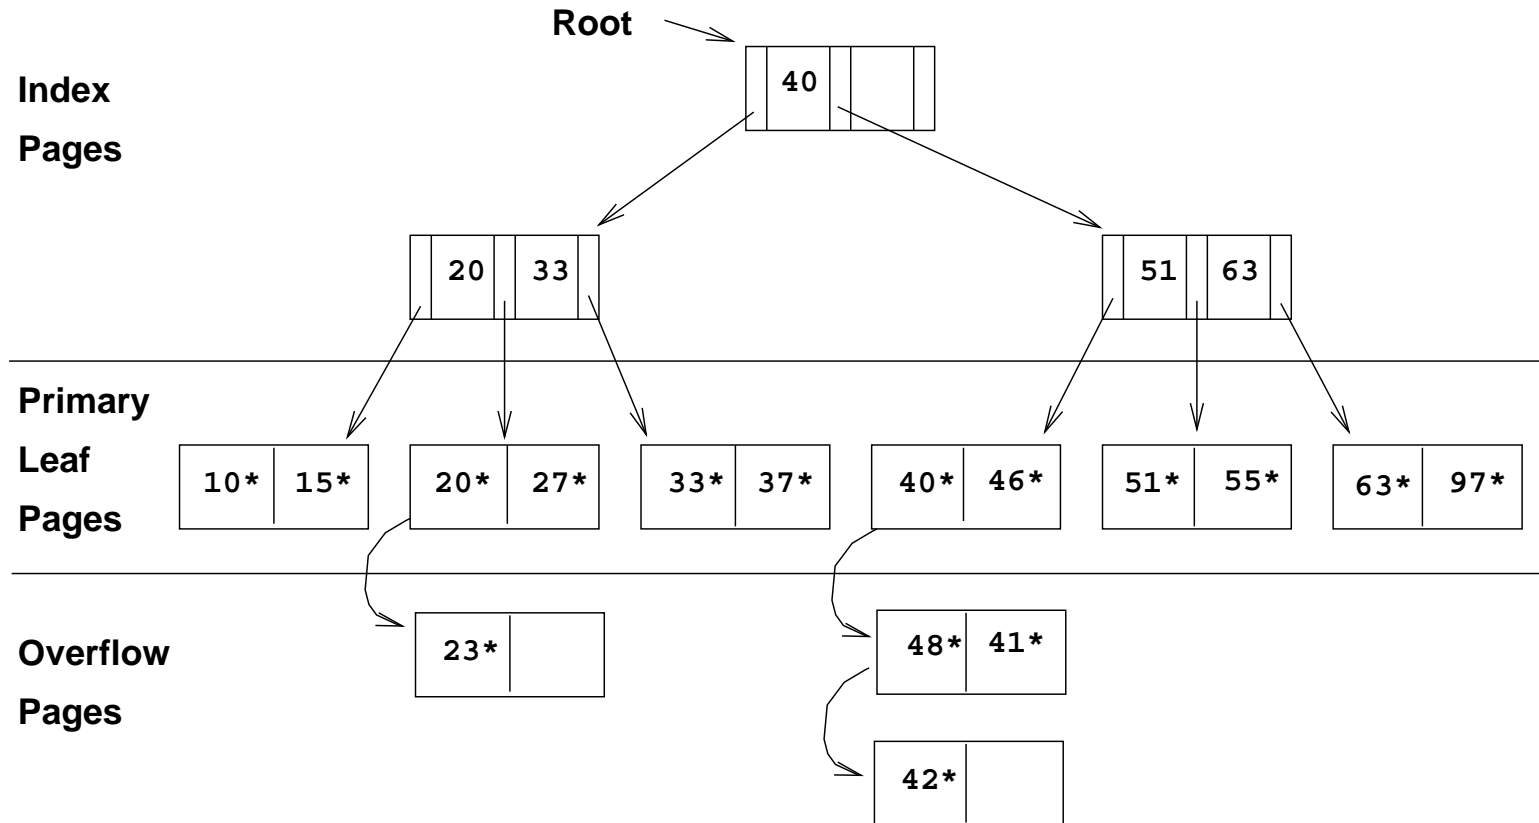 Root
Index
Pages
40
20 33 51 63
Primary
Leaf
Pages
10* 15* 20* 27* 33* 37* 40* 46* 51* 55* 63* 97*
Overflow
Pages
23* 48* 41*
42*